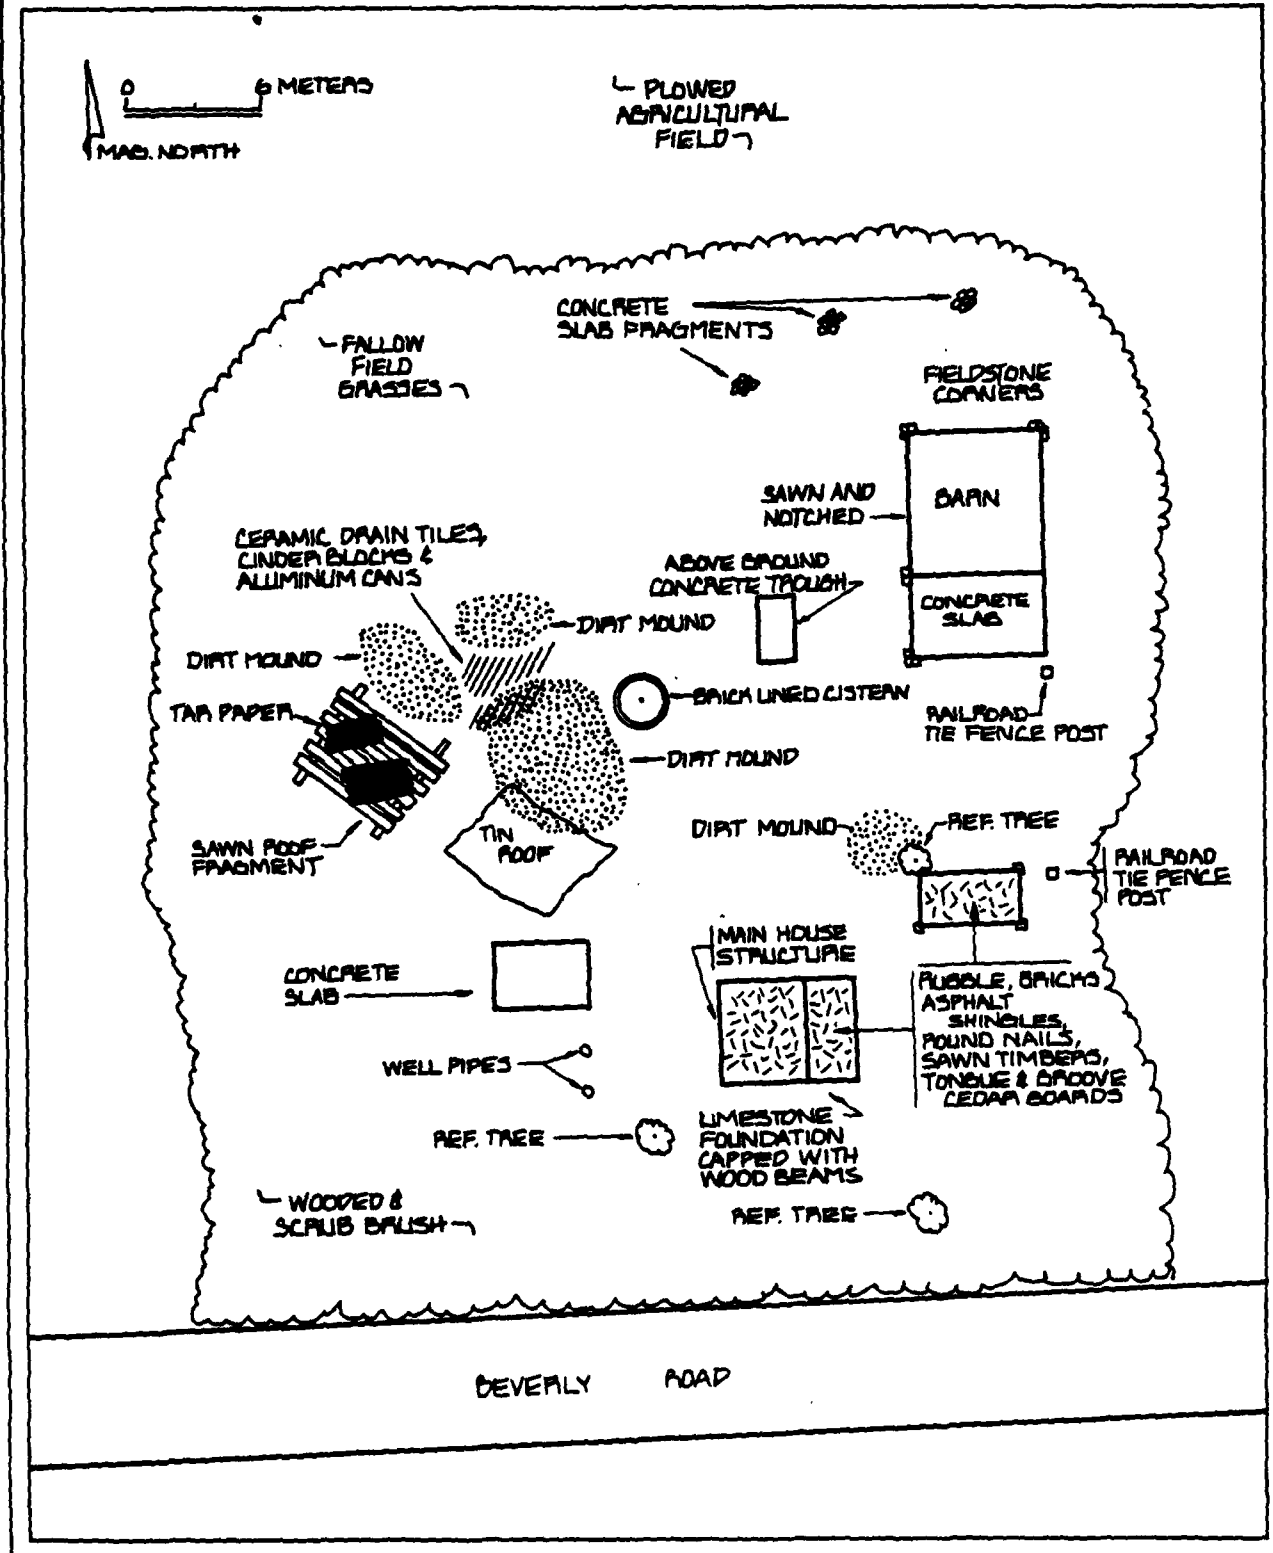 0 6 METERS
MAG. NORTH
PLOWED
AGRICULTURAL
FIELD
CONCRETE
SLAB FRAGMENTS
FALLOW
FIELD
GRASSES
FIELDSTONE
CORNERS
SAWN AND
NOTCHED
BARN
CERAMIC DRAIN TILES,
CINDER BLOCKS &
ALUMINUM CANS
ABOVE GROUND
CONCRETE TROUGH
CONCRETE
SLAB
DIRT MOUND
DIRT MOUND
TAR PAPER
BRICK LINED CISTERN
RAILROAD
TIE FENCE POST
DIRT MOUND
DIRT MOUND
REF. TREE
TIN
ROOF
SAWN ROOF
FRAGMENT
RAILROAD
TIE FENCE
POST
MAIN HOUSE
STRUCTURE
CONCRETE
SLAB
RUBBLE, BRICKS
ASPHALT
SHINGLES,
ROUND NAILS,
SAWN TIMBERS,
TONGUE & GROOVE
CEDAR BOARDS
WELL PIPES
REF. TREE
LIMESTONE
FOUNDATION
CAPPED WITH
WOOD BEAMS
WOODED &
SCRUB BRUSH
REF. TREE
BEVERLY ROAD